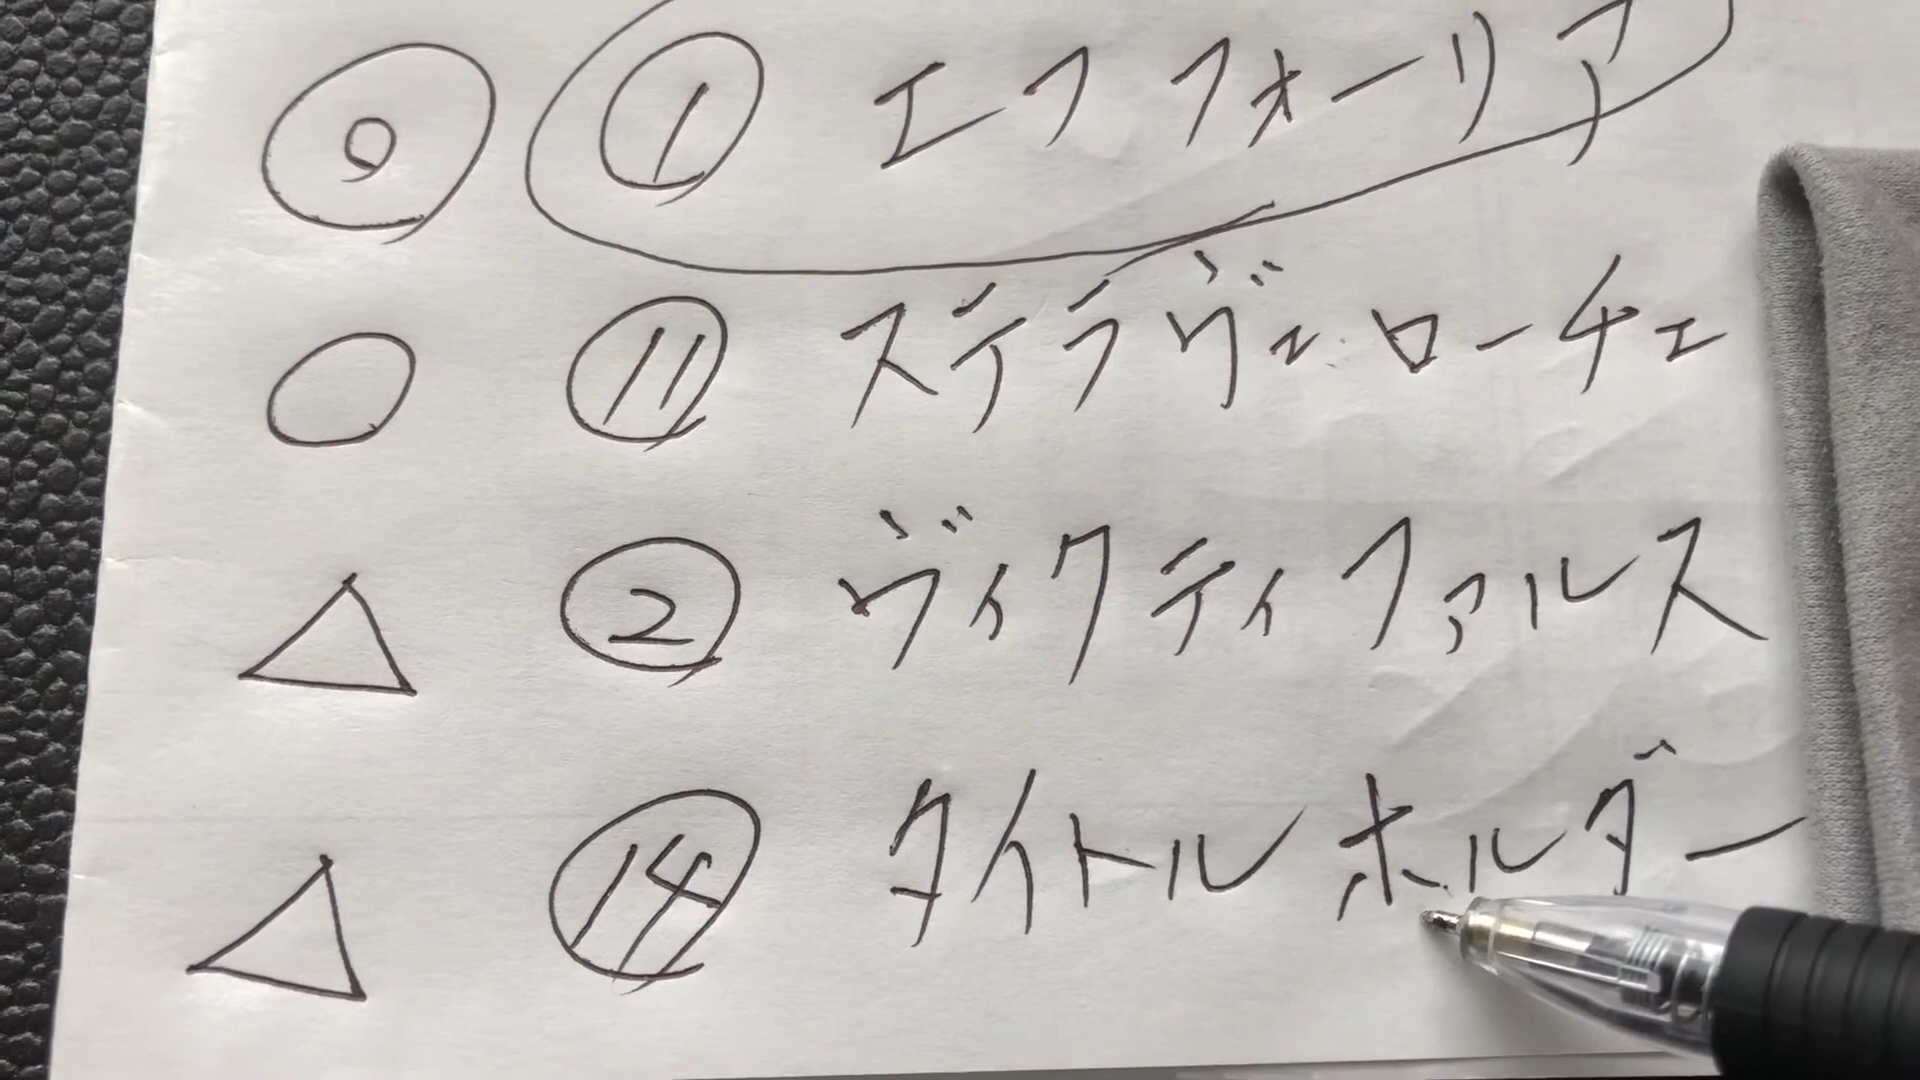 ◎ ① エフフォーリア
○ ⑪ ステラヴェローチェ
△ ② ヴィクティファルス
△ ⑭ タイトルホルダー